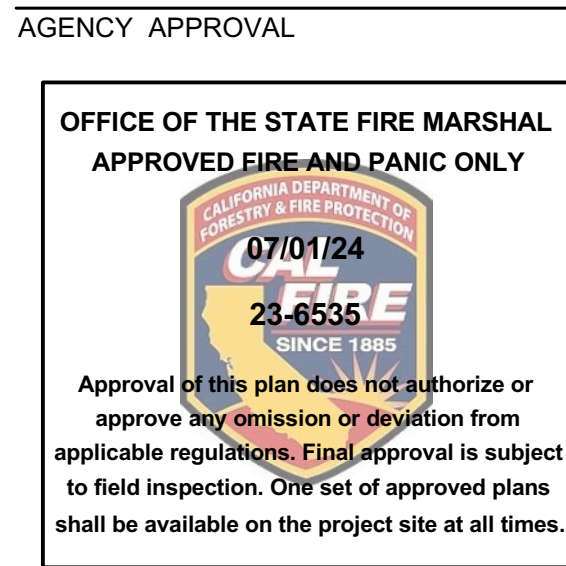 AGENCY APPROVAL
OFFICE OF THE STATE FIRE MARSHAL
APPROVED FIRE AND PANIC ONLY
CALIFORNIA DEPARTMENT OF
FORESTRY & FIRE PROTECTION
07/01/24
CAL
FIRE
23-6535
SINCE 1885
Approval of this plan does not authorize or
approve any omission or deviation from
applicable regulations. Final approval is subject
to field inspection. One set of approved plans
shall be available on the project site at all times.